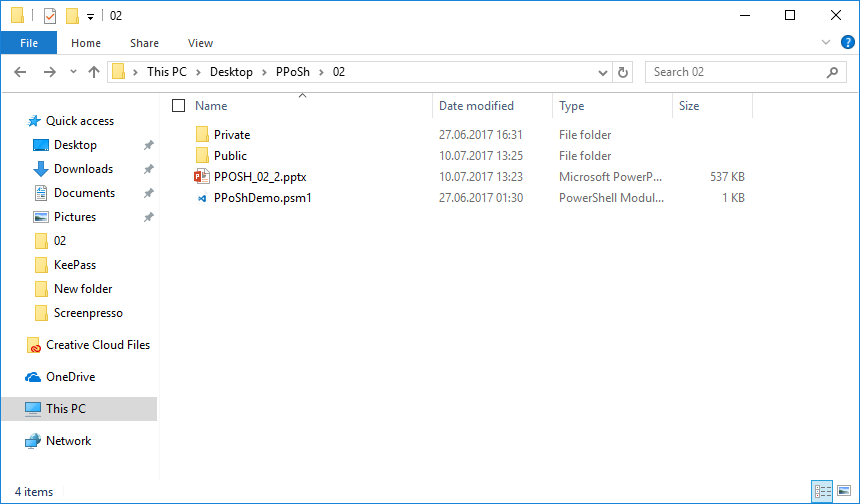 02
File Home Share View
This PC Desktop PPoSh 02 Search 02
Name Date modified Type Size
Quick access
Desktop
Downloads
Documents
Pictures
02
KeePass
New folder
Screenpresso
Creative Cloud Files
OneDrive
This PC
Network
Private 27.06.2017 16:31 File folder
Public 10.07.2017 13:25 File folder
PPOSH_02_2.pptx 10.07.2017 13:23 Microsoft PowerP... 537 KB
PPoShDemo.psm1 27.06.2017 01:30 PowerShell Modul... 1 KB
4 items